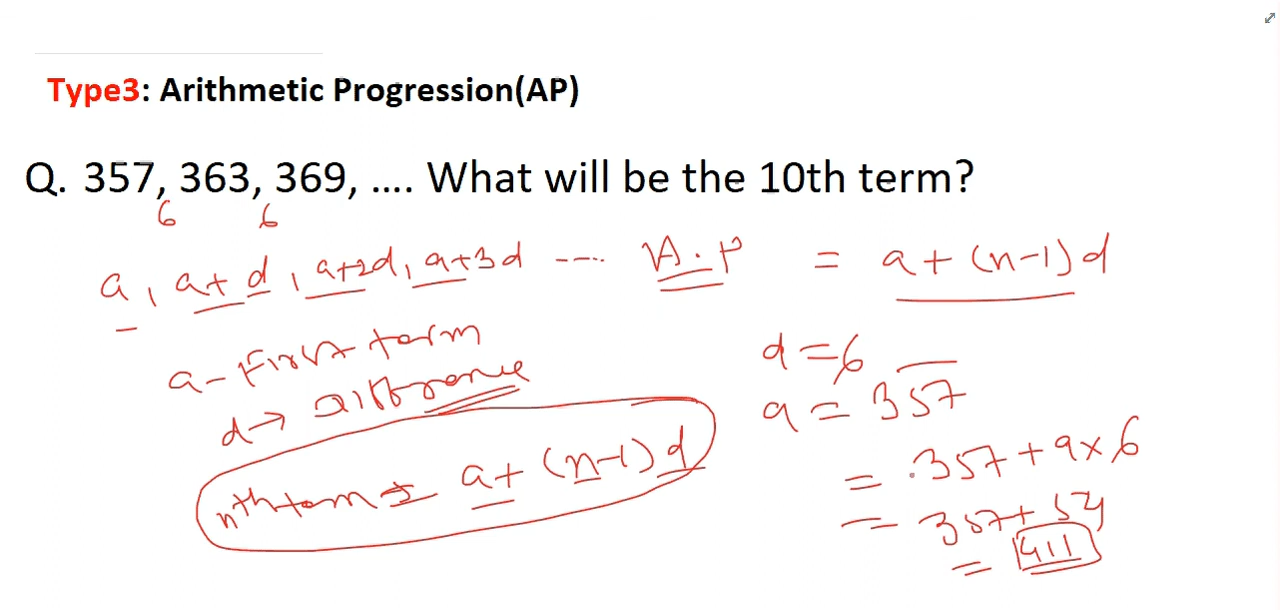 Type3: Arithmetic Progression(AP)
Q. 357, 363, 369, .... What will be the 10th term?
6 6
a, a+d, a+2d, a+3d ---- A.P = a+(n-1)d
a - First term
d → Difference
nth term = a+(n-1)d
d = 6
a = 357
= 357 + 9×6
= 357 + 54
= 411